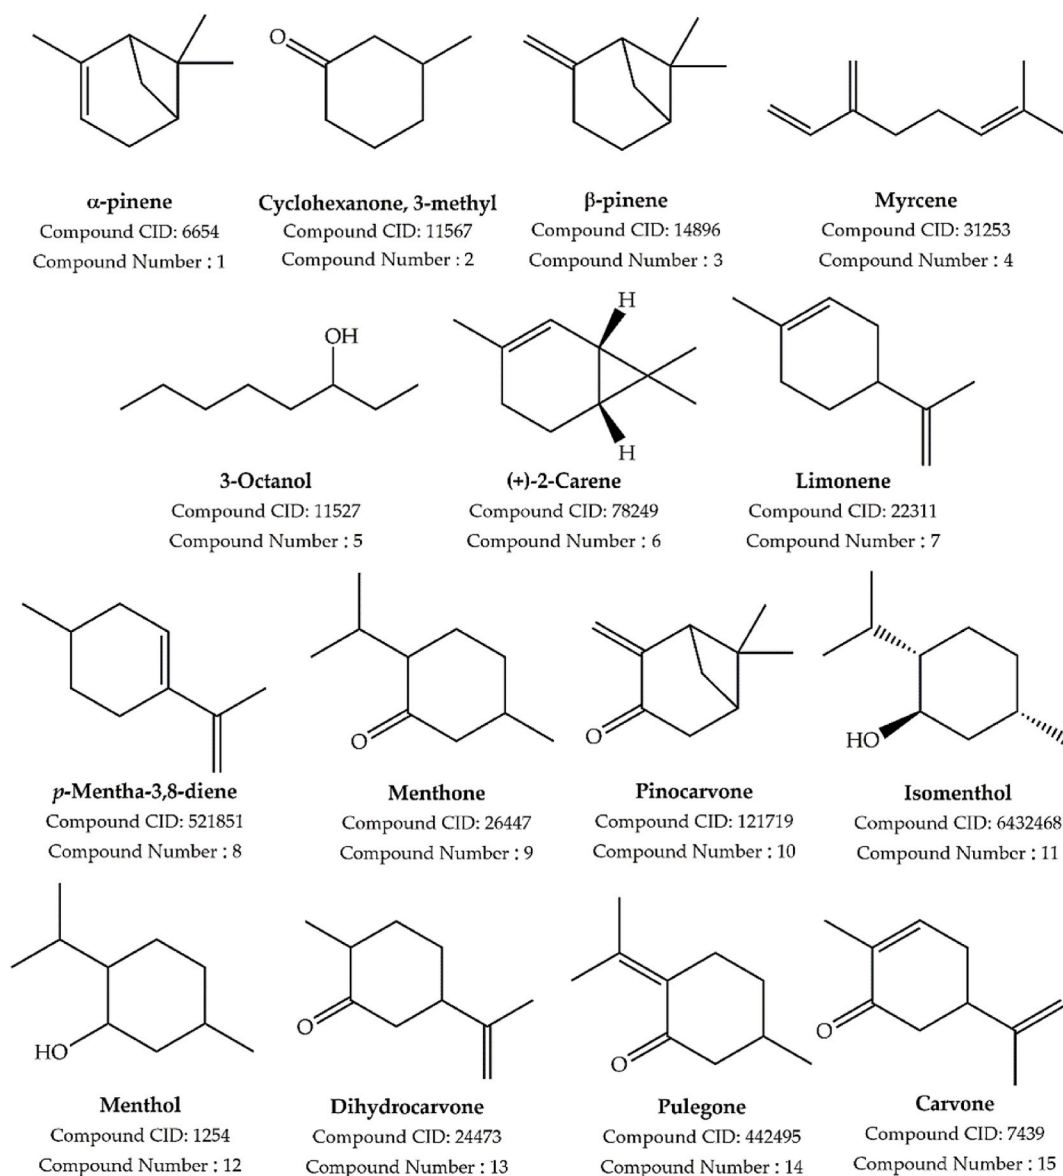 O
α-pinene
Cyclohexanone, 3-methyl
β-pinene
Myrcene
Compound CID: 6654
Compound CID: 11567
Compound CID: 14896
Compound CID: 31253
Compound Number : 1
Compound Number : 2
Compound Number : 3
Compound Number : 4
OH
H
H
3-Octanol
(+)-2-Carene
Limonene
Compound CID: 11527
Compound CID: 78249
Compound CID: 22311
Compound Number : 5
Compound Number : 6
Compound Number : 7
O
O
HO
p-Mentha-3,8-diene
Menthone
Pinocarvone
Isomenthol
Compound CID: 521851
Compound CID: 26447
Compound CID: 121719
Compound CID: 6432468
Compound Number : 8
Compound Number : 9
Compound Number : 10
Compound Number : 11
HO
O
O
O
Menthol
Dihydrocarvone
Pulegone
Carvone
Compound CID: 1254
Compound CID: 24473
Compound CID: 442495
Compound CID: 7439
Compound Number : 12
Compound Number : 13
Compound Number : 14
Compound Number : 15